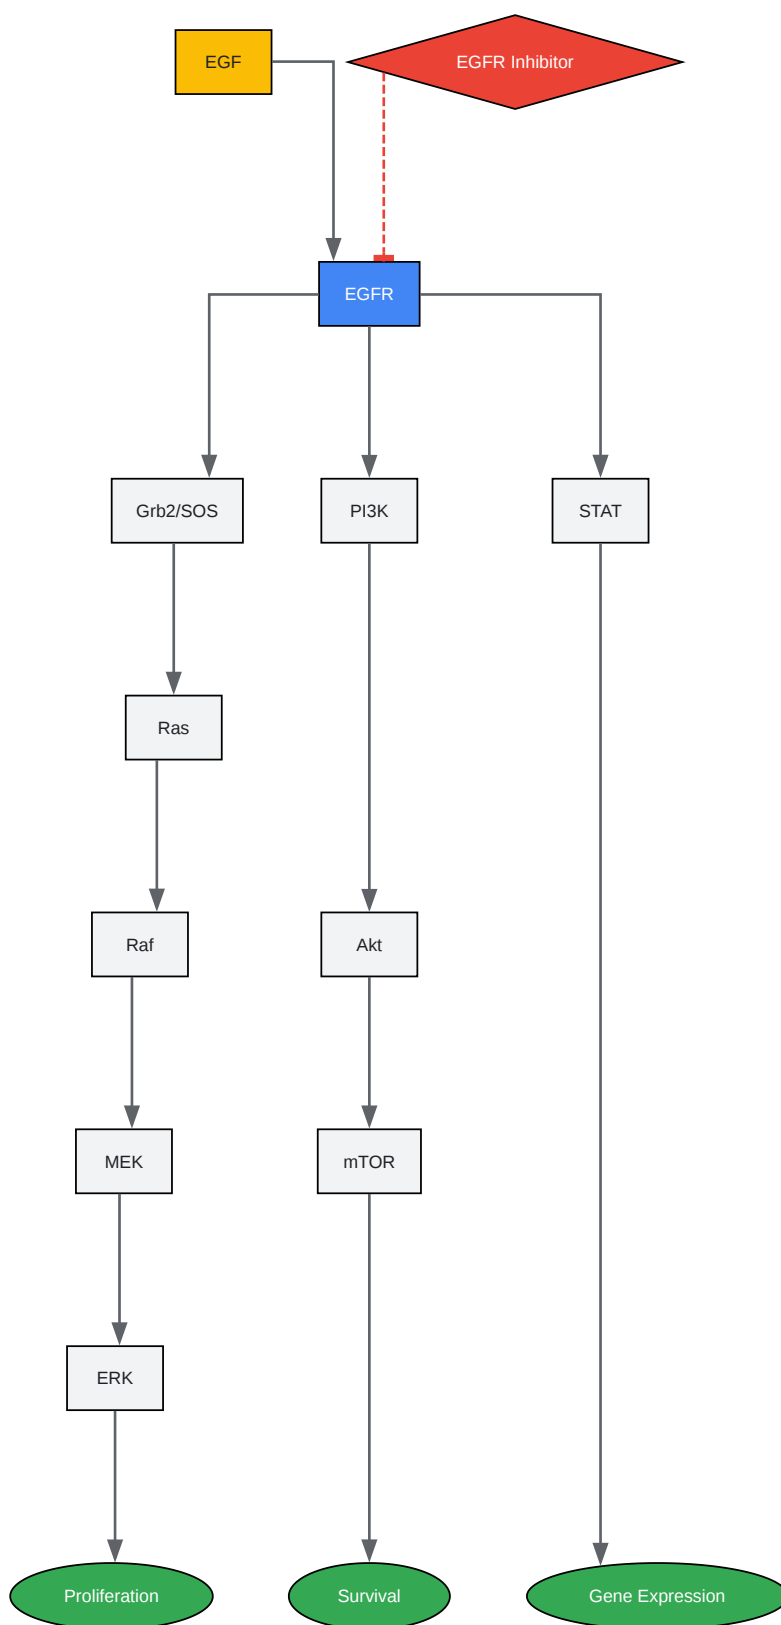 EGF
EGFR Inhibitor
EGFR
Grb2/SOS
PI3K
STAT
Ras
Raf
Akt
MEK
mTOR
ERK
Proliferation
Survival
Gene Expression